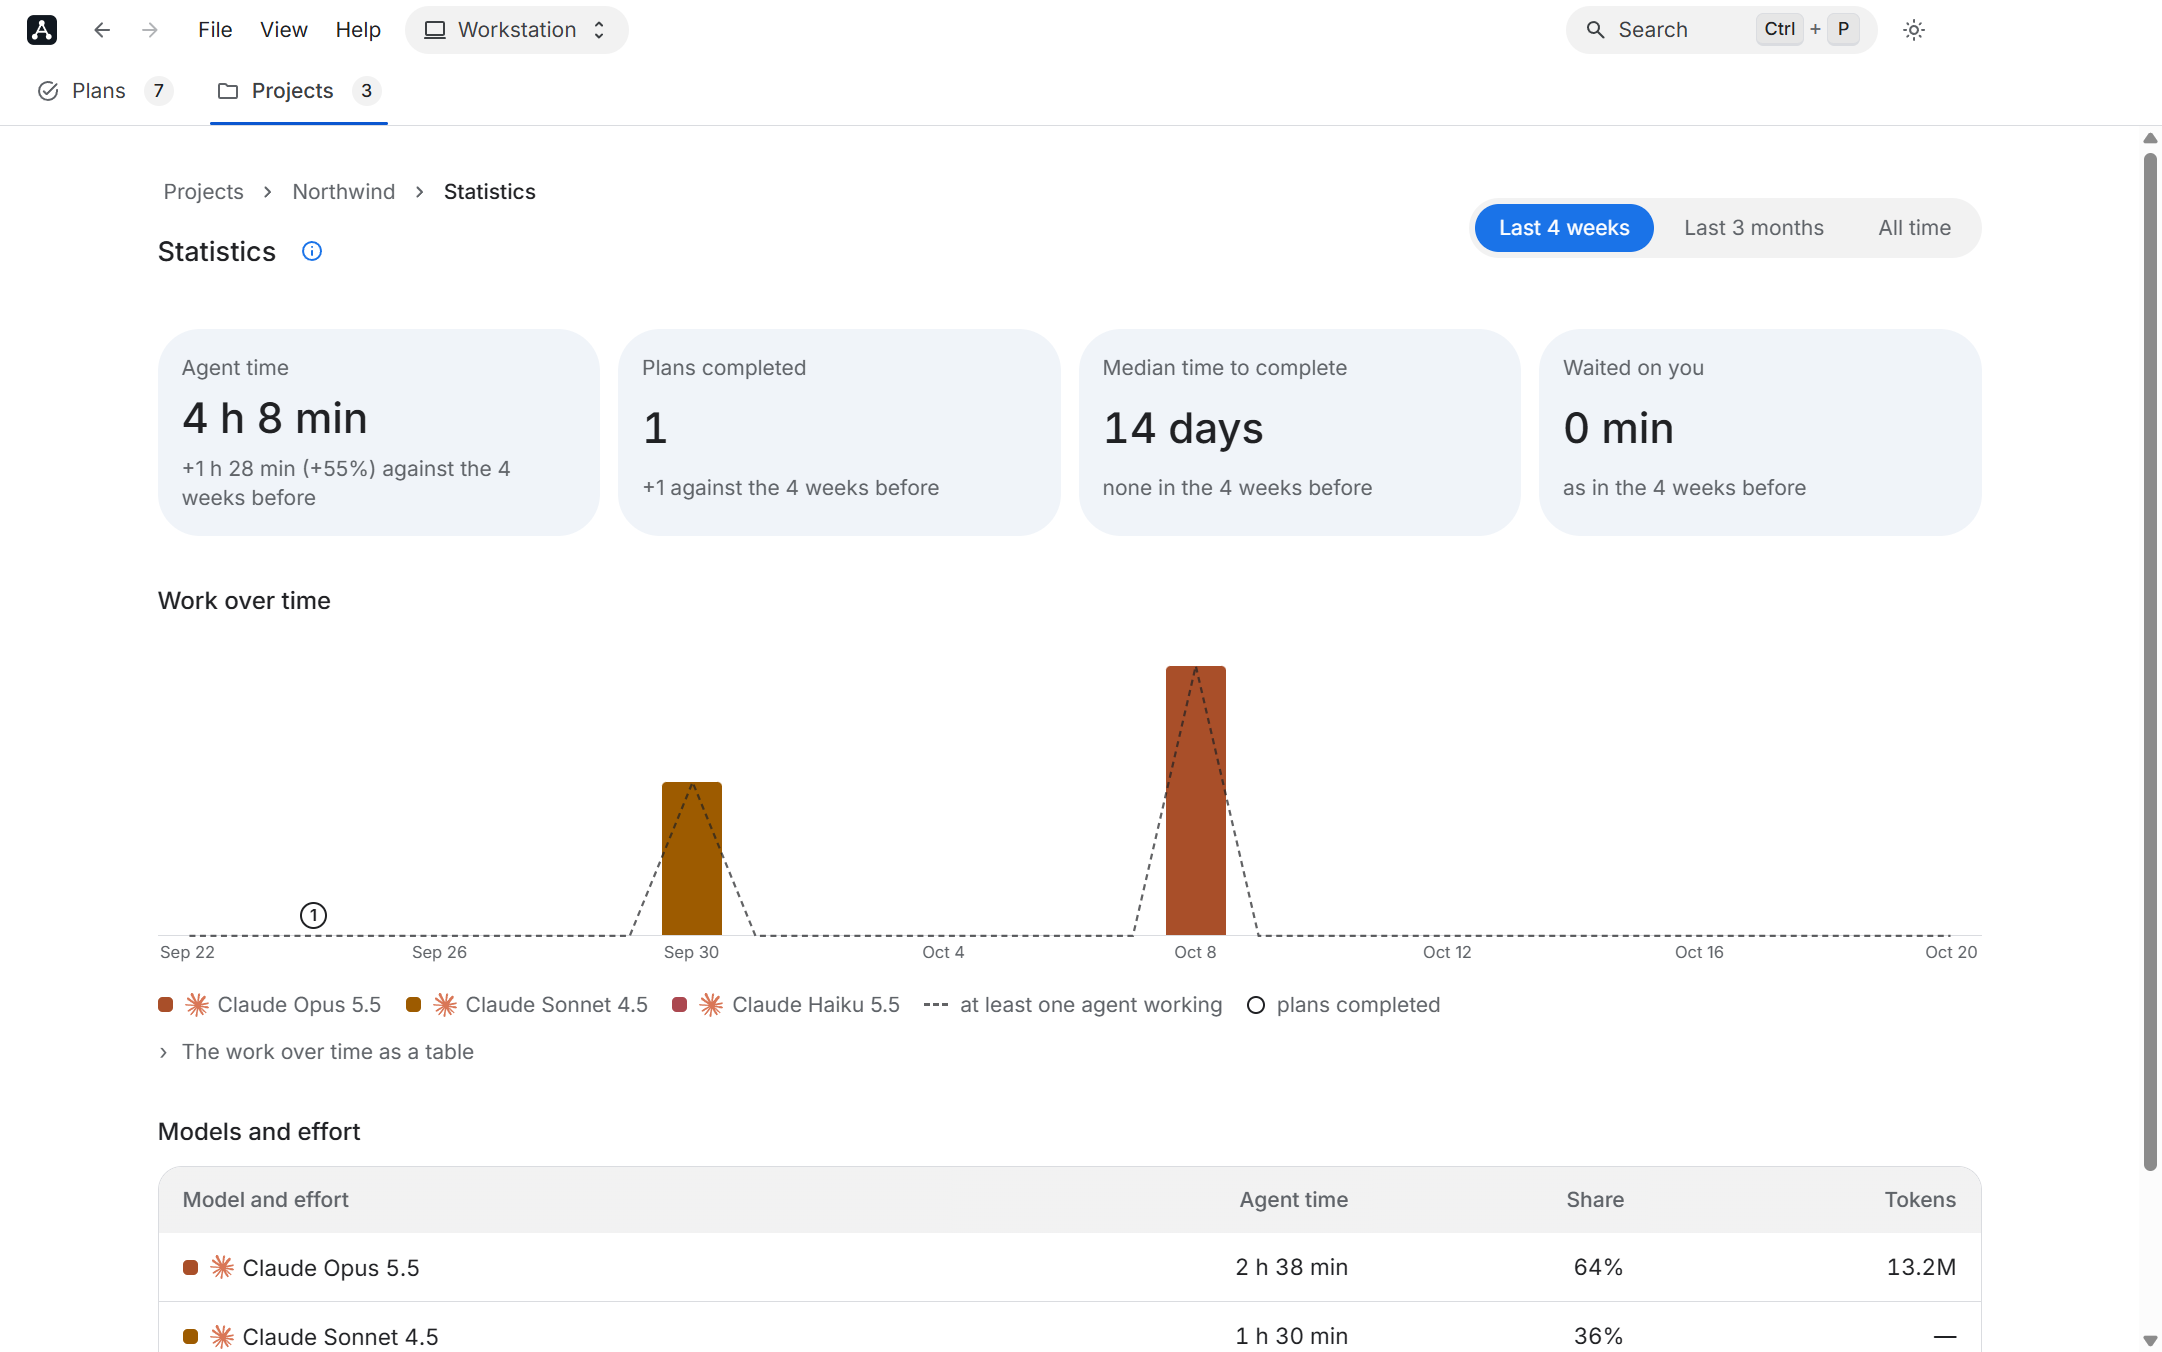 File View Help Workstation Search Ctrl + P
Plans 7 Projects 3
Projects > Northwind > Statistics
Statistics
Last 4 weeks Last 3 months All time
Agent time
4 h 8 min
+1 h 28 min (+55%) against the 4
weeks before
Plans completed
1
+1 against the 4 weeks before
Median time to complete
14 days
none in the 4 weeks before
Waited on you
0 min
as in the 4 weeks before
Work over time
1
Sep 22 Sep 26 Sep 30 Oct 4 Oct 8 Oct 12 Oct 16 Oct 20
Claude Opus 5.5 Claude Sonnet 4.5 Claude Haiku 5.5 at least one agent working plans completed
The work over time as a table
Models and effort
Model and effort Agent time Share Tokens
Claude Opus 5.5 2 h 38 min 64% 13.2M
Claude Sonnet 4.5 1 h 30 min 36% —